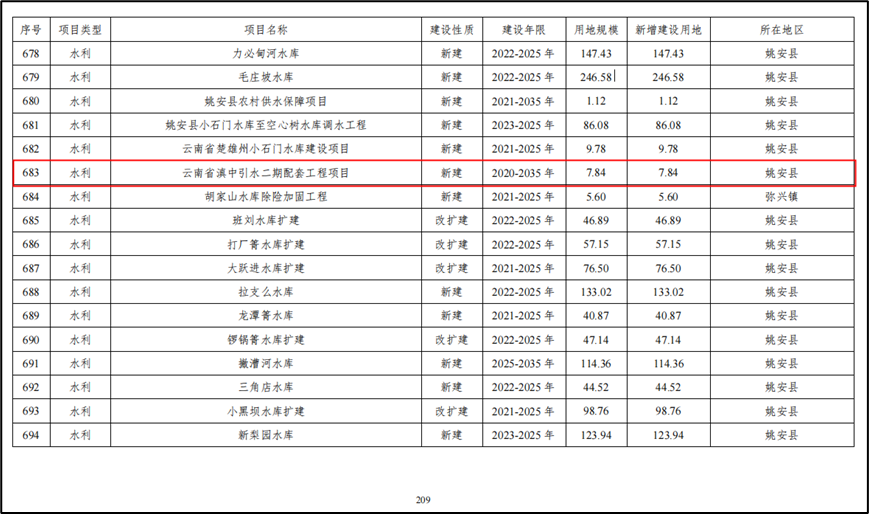 序号 项目类型 项目名称 建设性质 建设年限 用地规模 新增建设用地 所在地区
678 水利 力必甸河水库 新建 2022-2025 年 147.43 147.43 姚安县
679 水利 毛庄坡水库 新建 2022-2025 年 246.58 246.58 姚安县
680 水利 姚安县农村供水保障项目 新建 2021-2035 年 1.12 1.12 姚安县
681 水利 姚安县小石门水库至空心树水库调水工程 新建 2023-2025 年 86.08 86.08 姚安县
682 水利 云南省楚雄州小石门水库建设项目 新建 2021-2025 年 9.78 9.78 姚安县
683 水利 云南省滇中引水二期配套工程项目 新建 2020-2035 年 7.84 7.84 姚安县
684 水利 胡家山水库除险加固工程 新建 2021-2025 年 5.60 5.60 弥兴镇
685 水利 班刘水库扩建 改扩建 2022-2025 年 46.89 46.89 姚安县
686 水利 打厂箐水库扩建 改扩建 2022-2025 年 57.15 57.15 姚安县
687 水利 大跃进水库扩建 改扩建 2021-2025 年 76.50 76.50 姚安县
688 水利 拉支么水库 新建 2022-2025 年 133.02 133.02 姚安县
689 水利 龙潭箐水库 新建 2021-2025 年 40.87 40.87 姚安县
690 水利 锣锅箐水库扩建 改扩建 2022-2025 年 47.14 47.14 姚安县
691 水利 撇漕河水库 新建 2025-2035 年 114.36 114.36 姚安县
692 水利 三角店水库 新建 2022-2025 年 44.52 44.52 姚安县
693 水利 小黑坝水库扩建 改扩建 2021-2025 年 98.76 98.76 姚安县
694 水利 新梨园水库 新建 2023-2025 年 123.94 123.94 姚安县
209